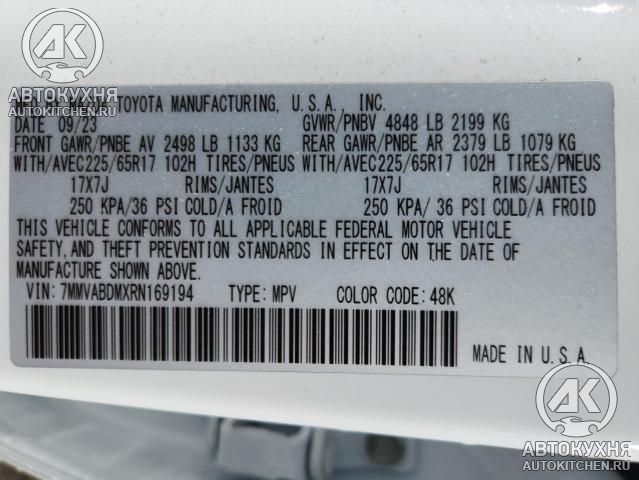 АК
АВТОКУХНЯ
AUTOKITCHEN.RU
MFD BY MAZDA TOYOTA MANUFACTURING, U.S.A., INC.
DATE 09/23 GVWR/PNBV 4848 LB 2199 KG
FRONT GAWR/PNBE AV 2498 LB 1133 KG REAR GAWR/PNBE AR 2379 LB 1079 KG
WITH/AVEC225/65R17 102H TIRES/PNEUS WITH/AVEC225/65R17 102H TIRES/PNEUS
17X7J RIMS/JANTES 17X7J RIMS/JANTES
250 KPA/36 PSI COLD/A FROID 250 KPA/ 36 PSI COLD/A FROID
THIS VEHICLE CONFORMS TO ALL APPLICABLE FEDERAL MOTOR VEHICLE
SAFETY, AND THEFT PREVENTION STANDARDS IN EFFECT ON THE DATE OF
MANUFACTURE SHOWN ABOVE.
VIN: 7MMVABDMXRN169194 TYPE: MPV COLOR CODE: 48K
MADE IN U.S.A.
АК
АВТОКУХНЯ
AUTOKITCHEN.RU